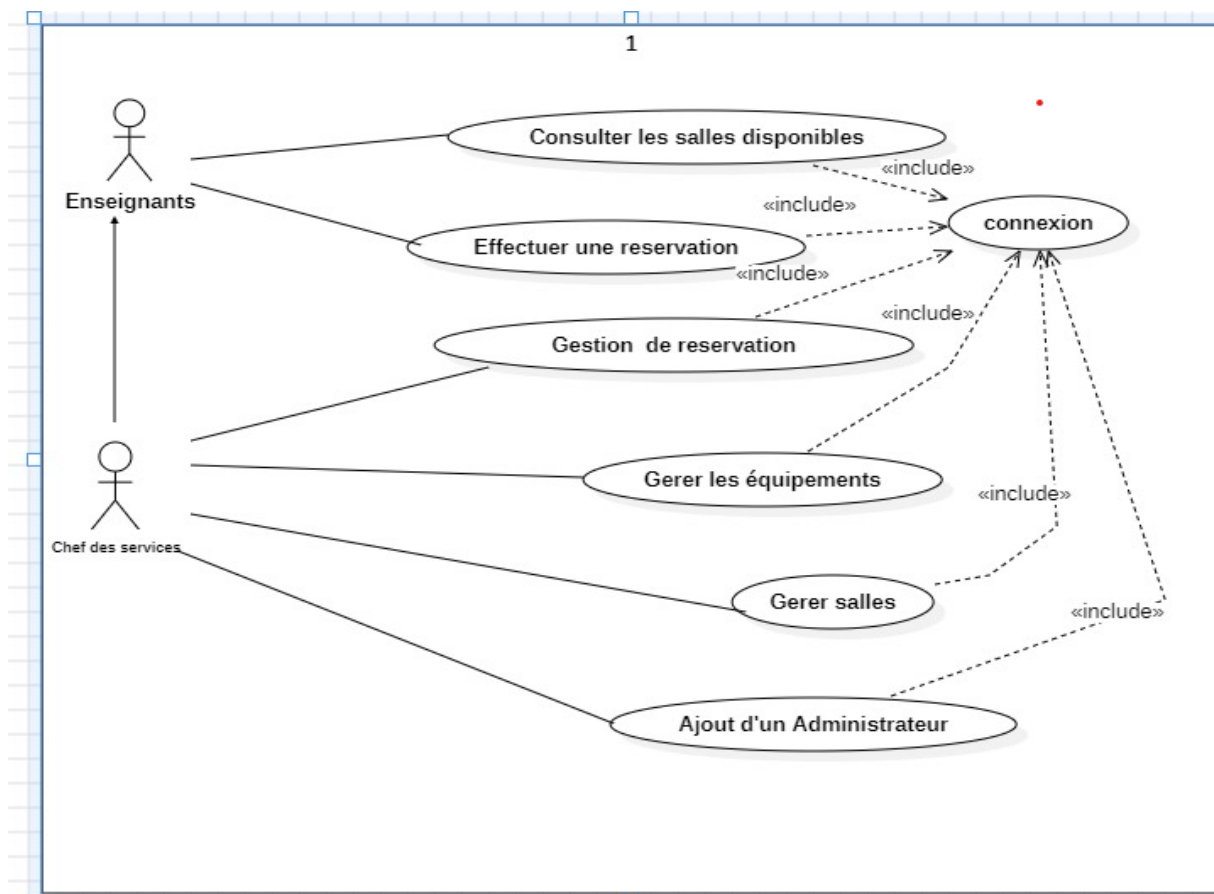 1
Consulter les salles disponibles
«include»
Enseignants
«include»
connexion
Effectuer une reservation
«include»
«include»
Gestion de reservation
Gerer les équipements
«include»
Chef des services
Gerer salles
«include»
Ajout d'un Administrateur